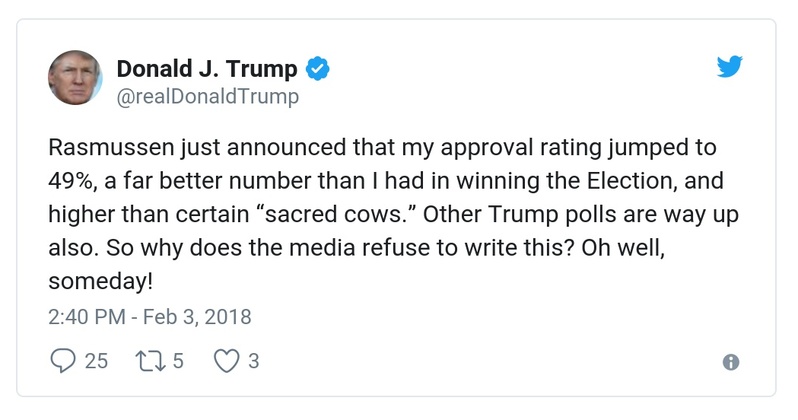 Donald J. Trump
@realDonaldTrump
Rasmussen just announced that my approval rating jumped to
49%, a far better number than I had in winning the Election, and
higher than certain “sacred cows.” Other Trump polls are way up
also. So why does the media refuse to write this? Oh well,
someday!
2:40 PM - Feb 3, 2018
25 5 3